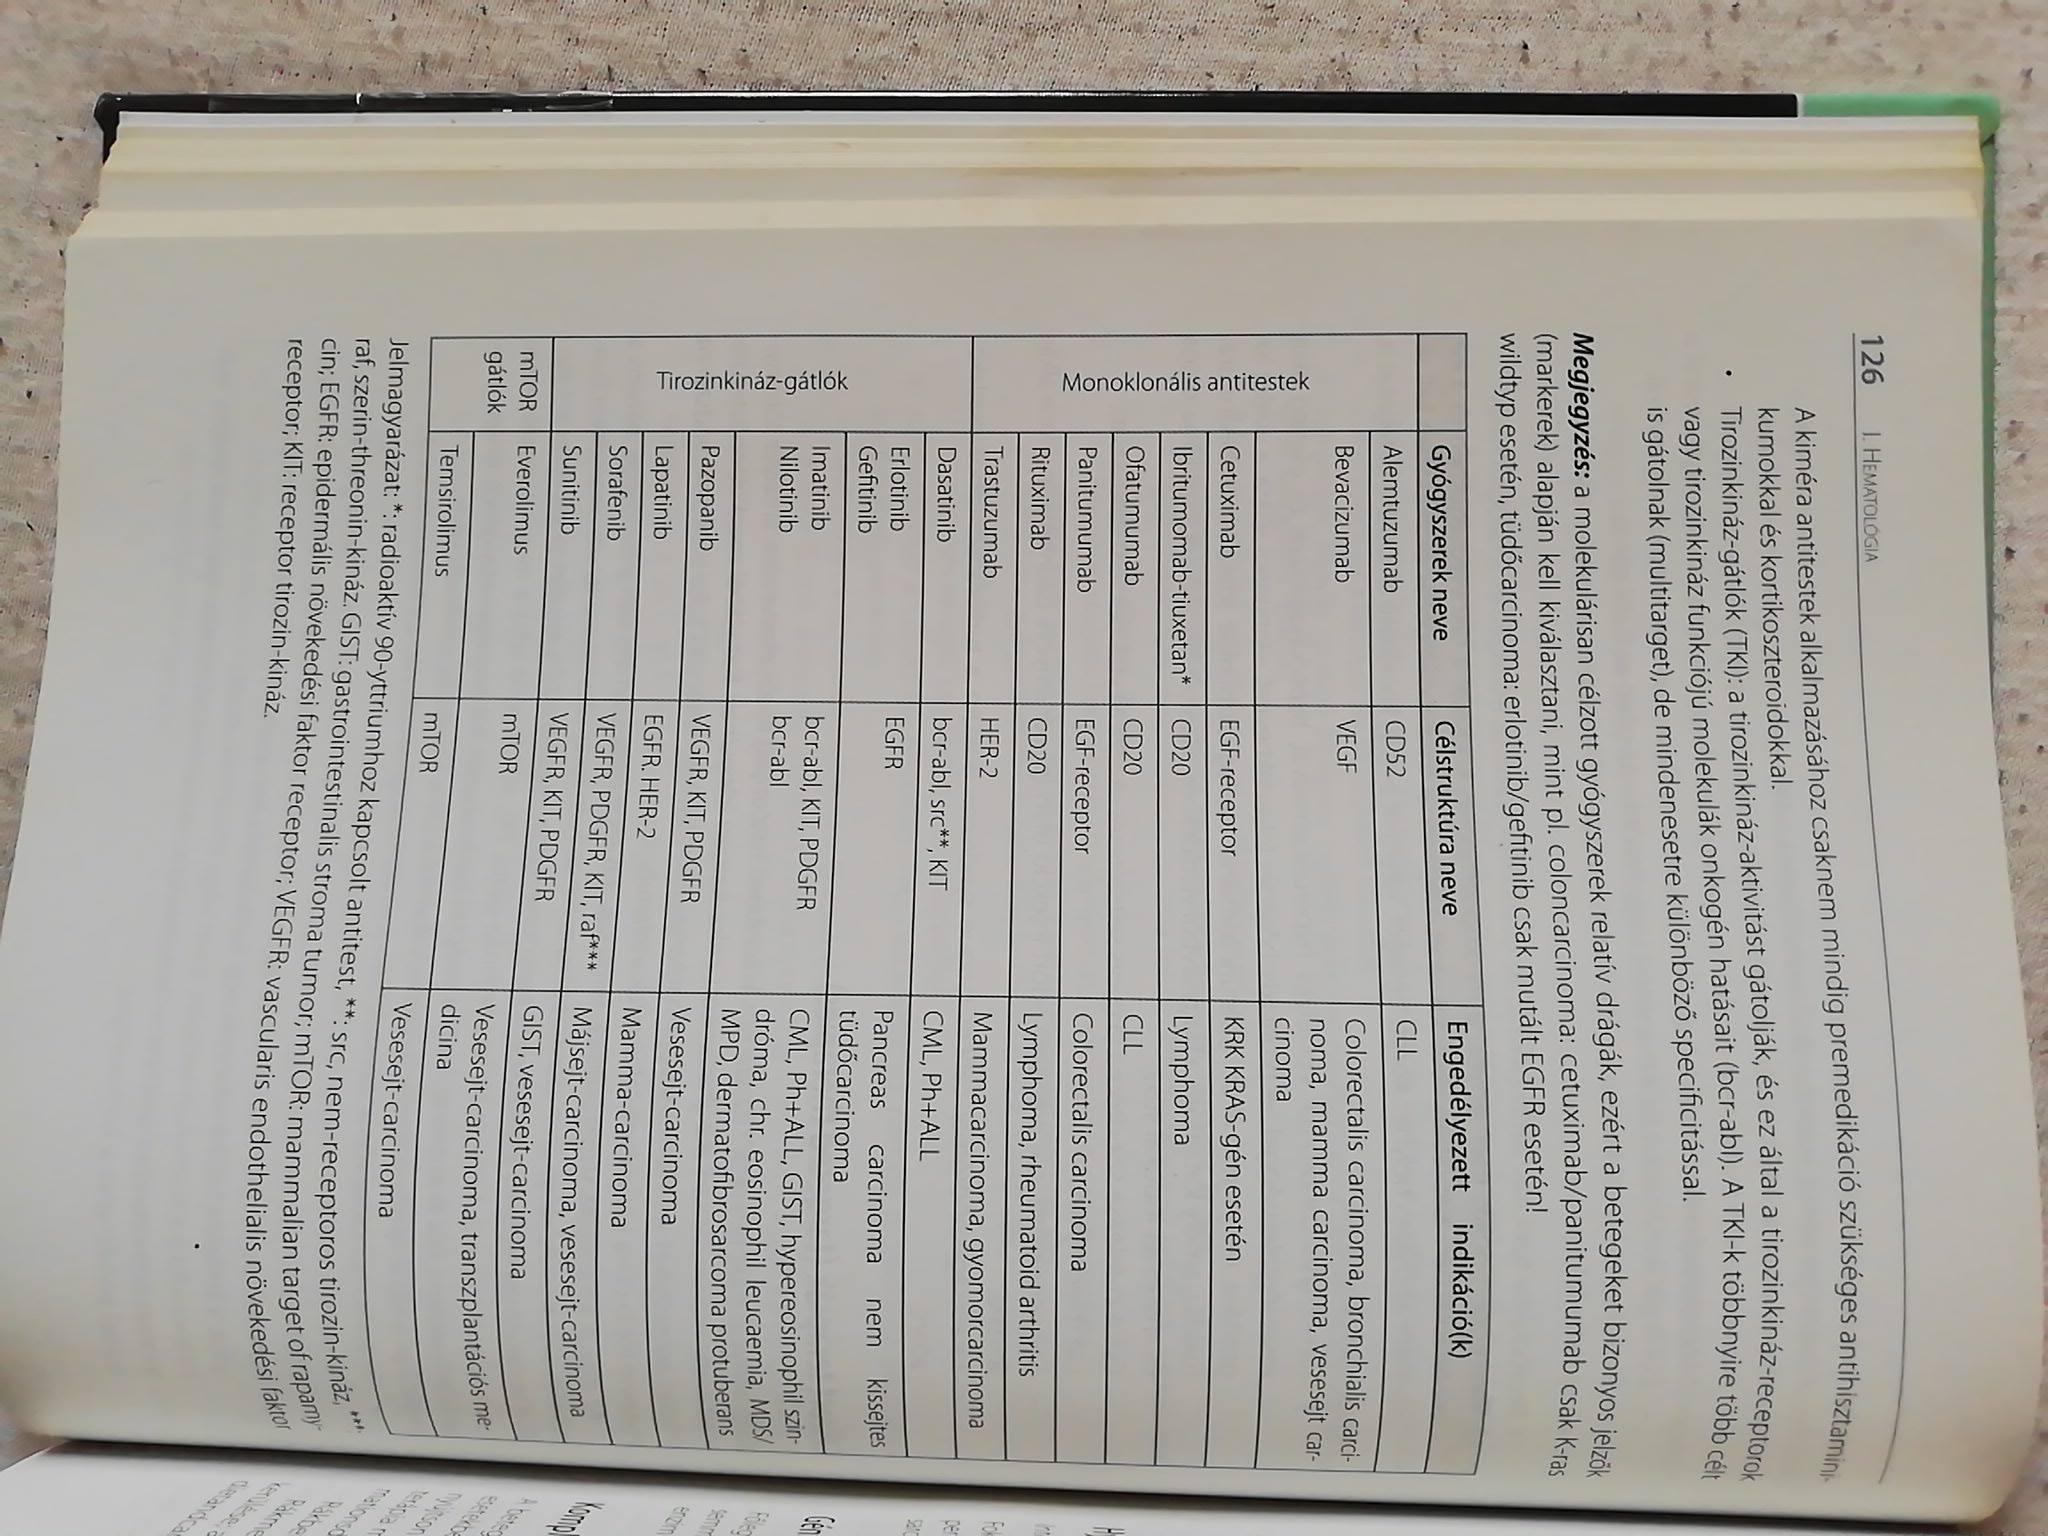 126 I. Hematológia
A kiméra antitestek alkalmazásához csaknem mindig premedikáció szükséges antihisztamini-
kumokkal és kortikoszteroidokkal.
• Tirozinkináz-gátlók (TKI): a tirozinkináz-aktivitást gátolják, és ez által a tirozinkináz-receptorok
vagy tirozinkináz funkciójú molekulák onkogén hatásait (bcr-abl). A TKI-k többnyire több célt
is gátolnak (multitarget), de mindenesetre különböző specificitással.
Megjegyzés: a molekulárisan célzott gyógyszerek relatív drágák, ezért a betegeket bizonyos jelzők
(markerek) alapján kell kiválasztani, mint pl. coloncarcinoma: cetuximab/panitumumab csak K-ras
wildtyp esetén, tüdőcarcinoma: erlotinib/gefitinib csak mutált EGFR esetén!
Gyógyszerek neve Célstruktúra neve Engedélyezett indikáció(k)
Monoklonális antitestek
Alemtuzumab CD52 CLL
Bevacizumab VEGF Colorectalis carcinoma, bronchialis carci-
noma, mamma carcinoma, vesesejt car-
cinoma
Cetuximab EGF-receptor KRK KRAS-gén esetén
Ibritumomab-tiuxetan* CD20 Lymphoma
Ofatumumab CD20 CLL
Panitumumab EGF-receptor Colorectalis carcinoma
Rituximab CD20 Lymphoma, rheumatoid arthritis
Trastuzumab HER-2 Mammacarcinoma, gyomorcarcinoma
Tirozinkináz-gátlók
Dasatinib bcr-abl, src**, KIT CML, Ph+ALL
Erlotinib EGFR Pancreas carcinoma nem kissejtes
Gefitinib tüdőcarcinoma
Imatinib bcr-abl, KIT, PDGFR CML, Ph+ALL, GIST, hypereosinophil szin-
Nilotinib bcr-abl dróma, chr. eosinophil leucaemia, MDS/
MPD, dermatofibrosarcoma protuberans
Pazopanib VEGFR, KIT, PDGFR Vesesejt-carcinoma
Lapatinib EGFR. HER-2 Mamma-carcinoma
Sorafenib VEGFR, PDGFR, KIT, raf*** Májsejt-carcinoma, vesesejt-carcinoma
Sunitinib VEGFR, KIT, PDGFR GIST, vesesejt-carcinoma
mTOR
gátlók
Everolimus mTOR Vesesejt-carcinoma, transzplantációs me-
dicina
Temsirolimus mTOR Vesesejt-carcinoma
Jelmagyarázat: *: radioaktív 90-yttriumhoz kapcsolt antitest, **: src, nem-receptoros tirozin-kináz, ***:
raf, szerin-threonin-kináz. GIST: gastrointestinalis stroma tumor; mTOR: mammalian target of rapamy-
cin; EGFR: epidermális növekedési faktor receptor; VEGFR: vascularis endothelialis növekedési faktor
receptor; KIT: receptor tirozin-kináz.